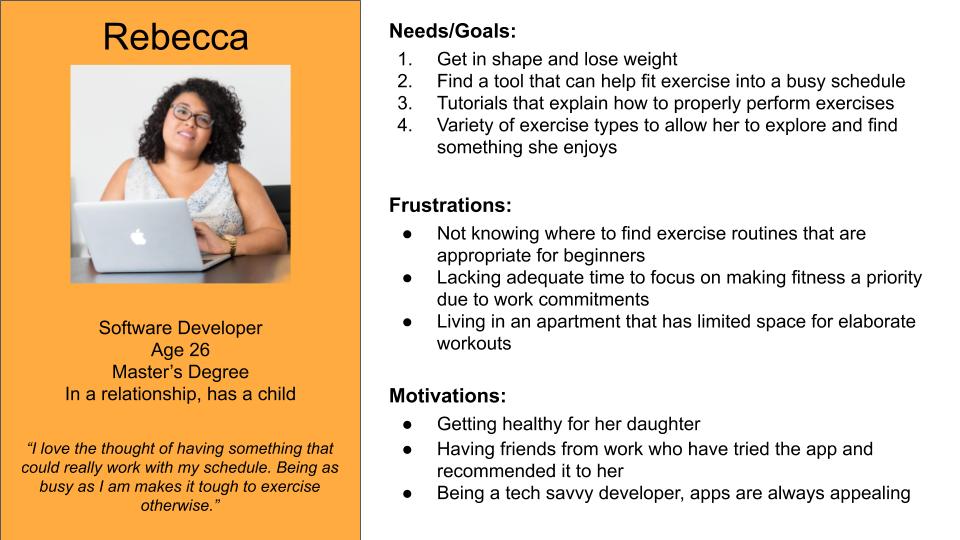 Rebecca
Software Developer
Age 26
Master’s Degree
In a relationship, has a child
“I love the thought of having something that
could really work with my schedule. Being as
busy as I am makes it tough to exercise
otherwise.”
Needs/Goals:
1. Get in shape and lose weight
2. Find a tool that can help fit exercise into a busy schedule
3. Tutorials that explain how to properly perform exercises
4. Variety of exercise types to allow her to explore and find
something she enjoys
Frustrations:
● Not knowing where to find exercise routines that are
appropriate for beginners
● Lacking adequate time to focus on making fitness a priority
due to work commitments
● Living in an apartment that has limited space for elaborate
workouts
Motivations:
● Getting healthy for her daughter
● Having friends from work who have tried the app and
recommended it to her
● Being a tech savvy developer, apps are always appealing